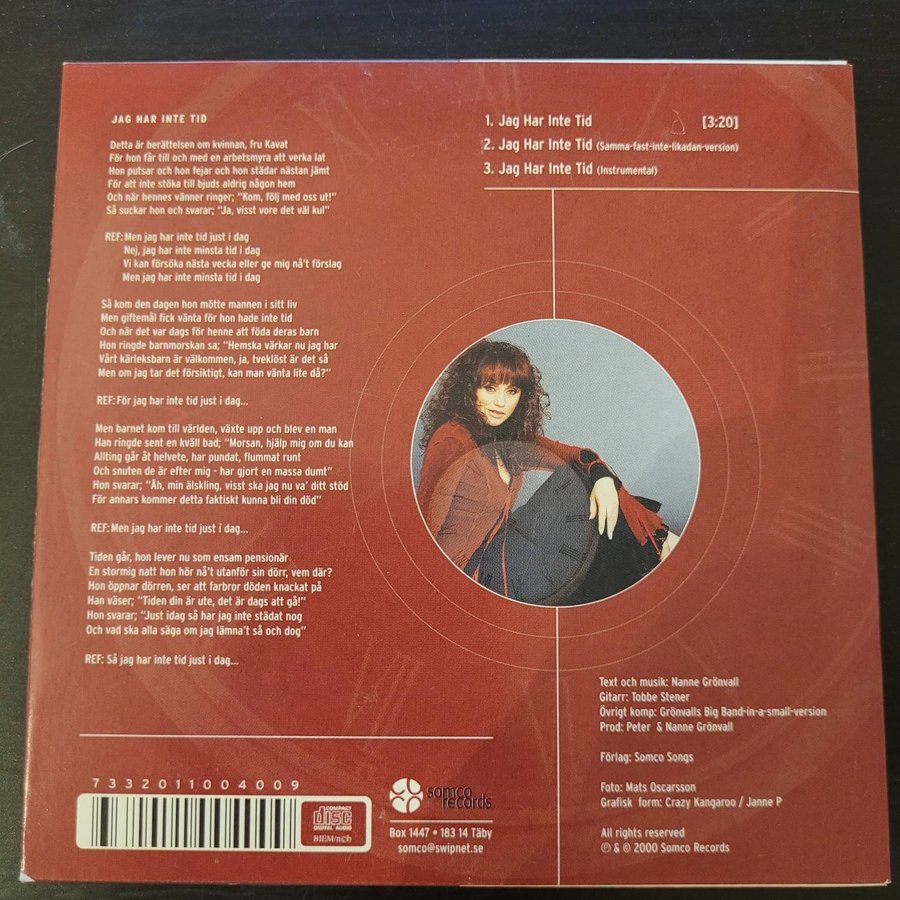 JAG HAR INTE TID
Detta är berättelsen om kvinnan, fru Kavat
För hon får till och med en arbetsmyra att verka lat
Hon putsar och hon fejar och hon städar nästan jämt
För att inte stöka till bjuds aldrig någon hem
Och när hennes vänner ringer; “Kom, följ med oss ut!”
Så suckar hon och svarar; “Ja, visst vore det väl kul”
REF: Men jag har inte tid just i dag
Nej, jag har inte minsta tid i dag
Vi kan försöka nästa vecka eller ge mig nå’t förslag
Men jag har inte minsta tid i dag
Så kom den dagen hon mötte mannen i sitt liv
Men giftemål fick vänta för hon hade inte tid
Och när det var dags för henne att föda deras barn
Hon ringde barnmorskan sa; “Hemska värkar nu jag har
Vårt kärleksbarn är välkommen, ja, tveklöst är det så
Men om jag tar det försiktigt, kan man vänta lite då?”
REF: För jag har inte tid just i dag...
Men barnet kom till världen, växte upp och blev en man
Han ringde sent en kväll bad; “Morsan, hjälp mig om du kan
Allting går åt helvete, har pundat, flummat runt
Och snuten de är efter mig - har gjort en massa dumt”
Hon svarar; “Åh, min älskling, visst ska jag nu va’ ditt stöd
För annars kommer detta faktiskt kunna bli din död”
REF: Men jag har inte tid just i dag...
Tiden går, hon lever nu som ensam pensionär
En stormig natt hon hör nå’t utanför sin dörr, vem där?
Hon öppnar dörren, ser att farbror döden knackat på
Han väser; “Tiden din är ute, det är dags att gå!”
Hon svarar; “Just idag så har jag inte städat nog
Och vad ska alla säga om jag lämna’t så och dog”
REF: Så jag har inte tid just i dag...
1. Jag Har Inte Tid [3:20]
2. Jag Har Inte Tid (Samma-fast-inte-likadan-version)
3. Jag Har Inte Tid (Instrumental)
Text och musik: Nanne Grönvall
Gitarr: Tobbe Stener
Övrigt komp: Grönvalls Big Band-in-a-small-version
Prod: Peter & Nanne Grönvall
Förlag: Somco Songs
Foto: Mats Oscarsson
Grafisk form: Crazy Kangaroo / Janne P
All rights reserved
℗ & © 2000 Somco Records
7332011004009
COMPACT
disc
DIGITAL AUDIO
BIEM/ncb
somco
records
Box 1447 • 183 14 Täby
somco@swipnet.se